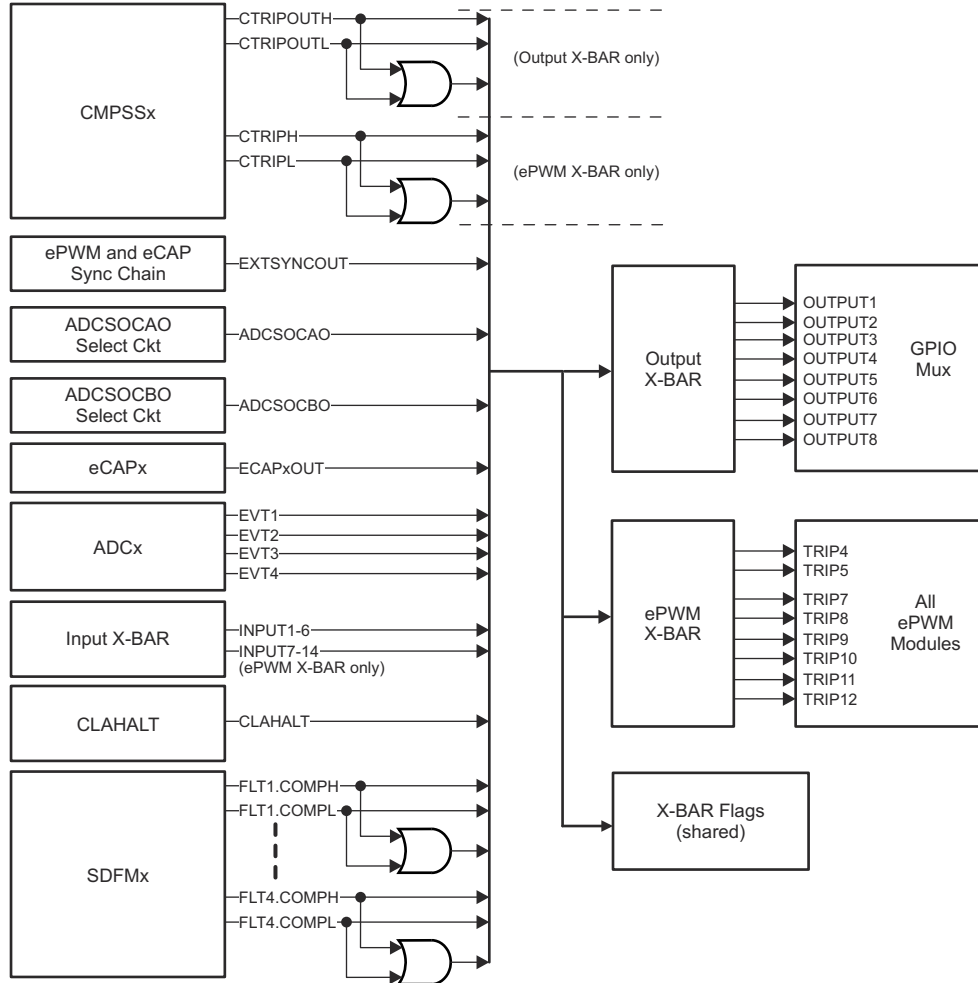 CTRIPOUTH
CTRIPOUTL
(Output X-BAR only)
CMPSSx
CTRIPH
CTRIPL
(ePWM X-BAR only)
ePWM and eCAP
Sync Chain
EXTSYNCOUT
ADCSOCAO
Select Ckt
ADCSOCAO
ADCSOCBO
Select Ckt
ADCSOCBO
eCAPx
ECAPxOUT
ADCx
EVT1
EVT2
EVT3
EVT4
Input X-BAR
INPUT1-6
INPUT7-14
(ePWM X-BAR only)
CLAHALT
CLAHALT
SDFMx
FLT1.COMPH
FLT1.COMPL
FLT4.COMPH
FLT4.COMPL
Output
X-BAR
OUTPUT1
OUTPUT2
OUTPUT3
OUTPUT4
OUTPUT5
OUTPUT6
OUTPUT7
OUTPUT8
GPIO
Mux
ePWM
X-BAR
TRIP4
TRIP5
TRIP7
TRIP8
TRIP9
TRIP10
TRIP11
TRIP12
All
ePWM
Modules
X-BAR Flags
(shared)